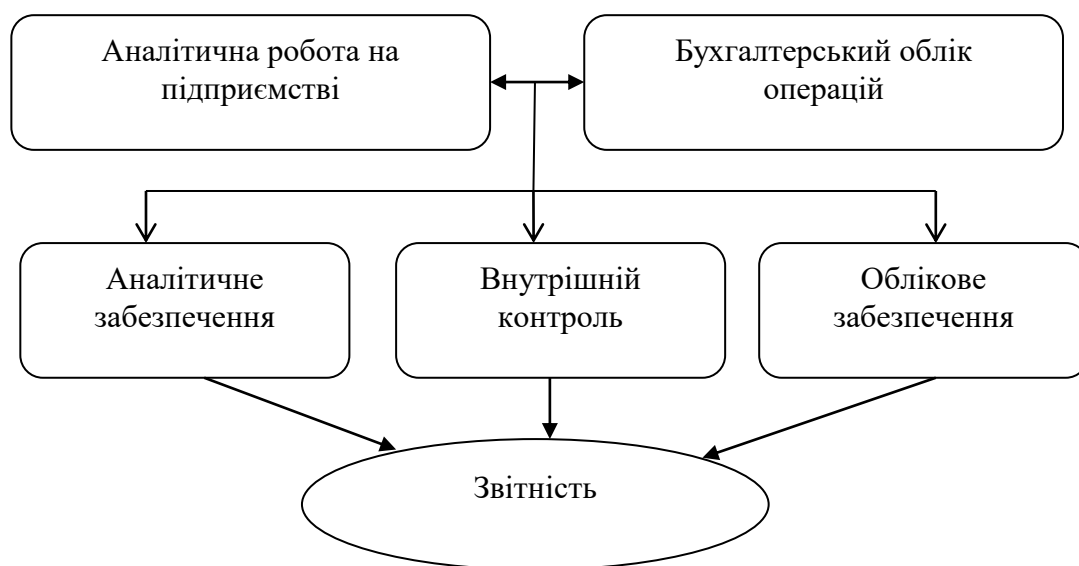 Аналітична робота на
підприємстві
Бухгалтерський облік
операцій
Аналітичне
забезпечення
Внутрішній
контроль
Облікове
забезпечення
Звітність